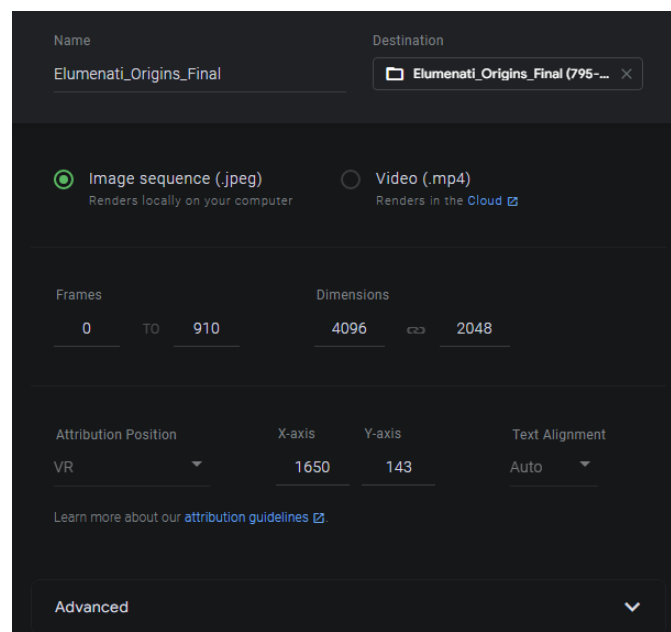 Name
Destination
Elumenati_Origins_Final
Elumenati_Origins_Final (795-...
Image sequence (.jpeg)
Video (.mp4)
Renders locally on your computer
Renders in the Cloud
Frames
Dimensions
0 TO 910
4096 2048
Attribution Position
X-axis
Y-axis
Text Alignment
VR
1650
143
Auto
Learn more about our attribution guidelines .
Advanced